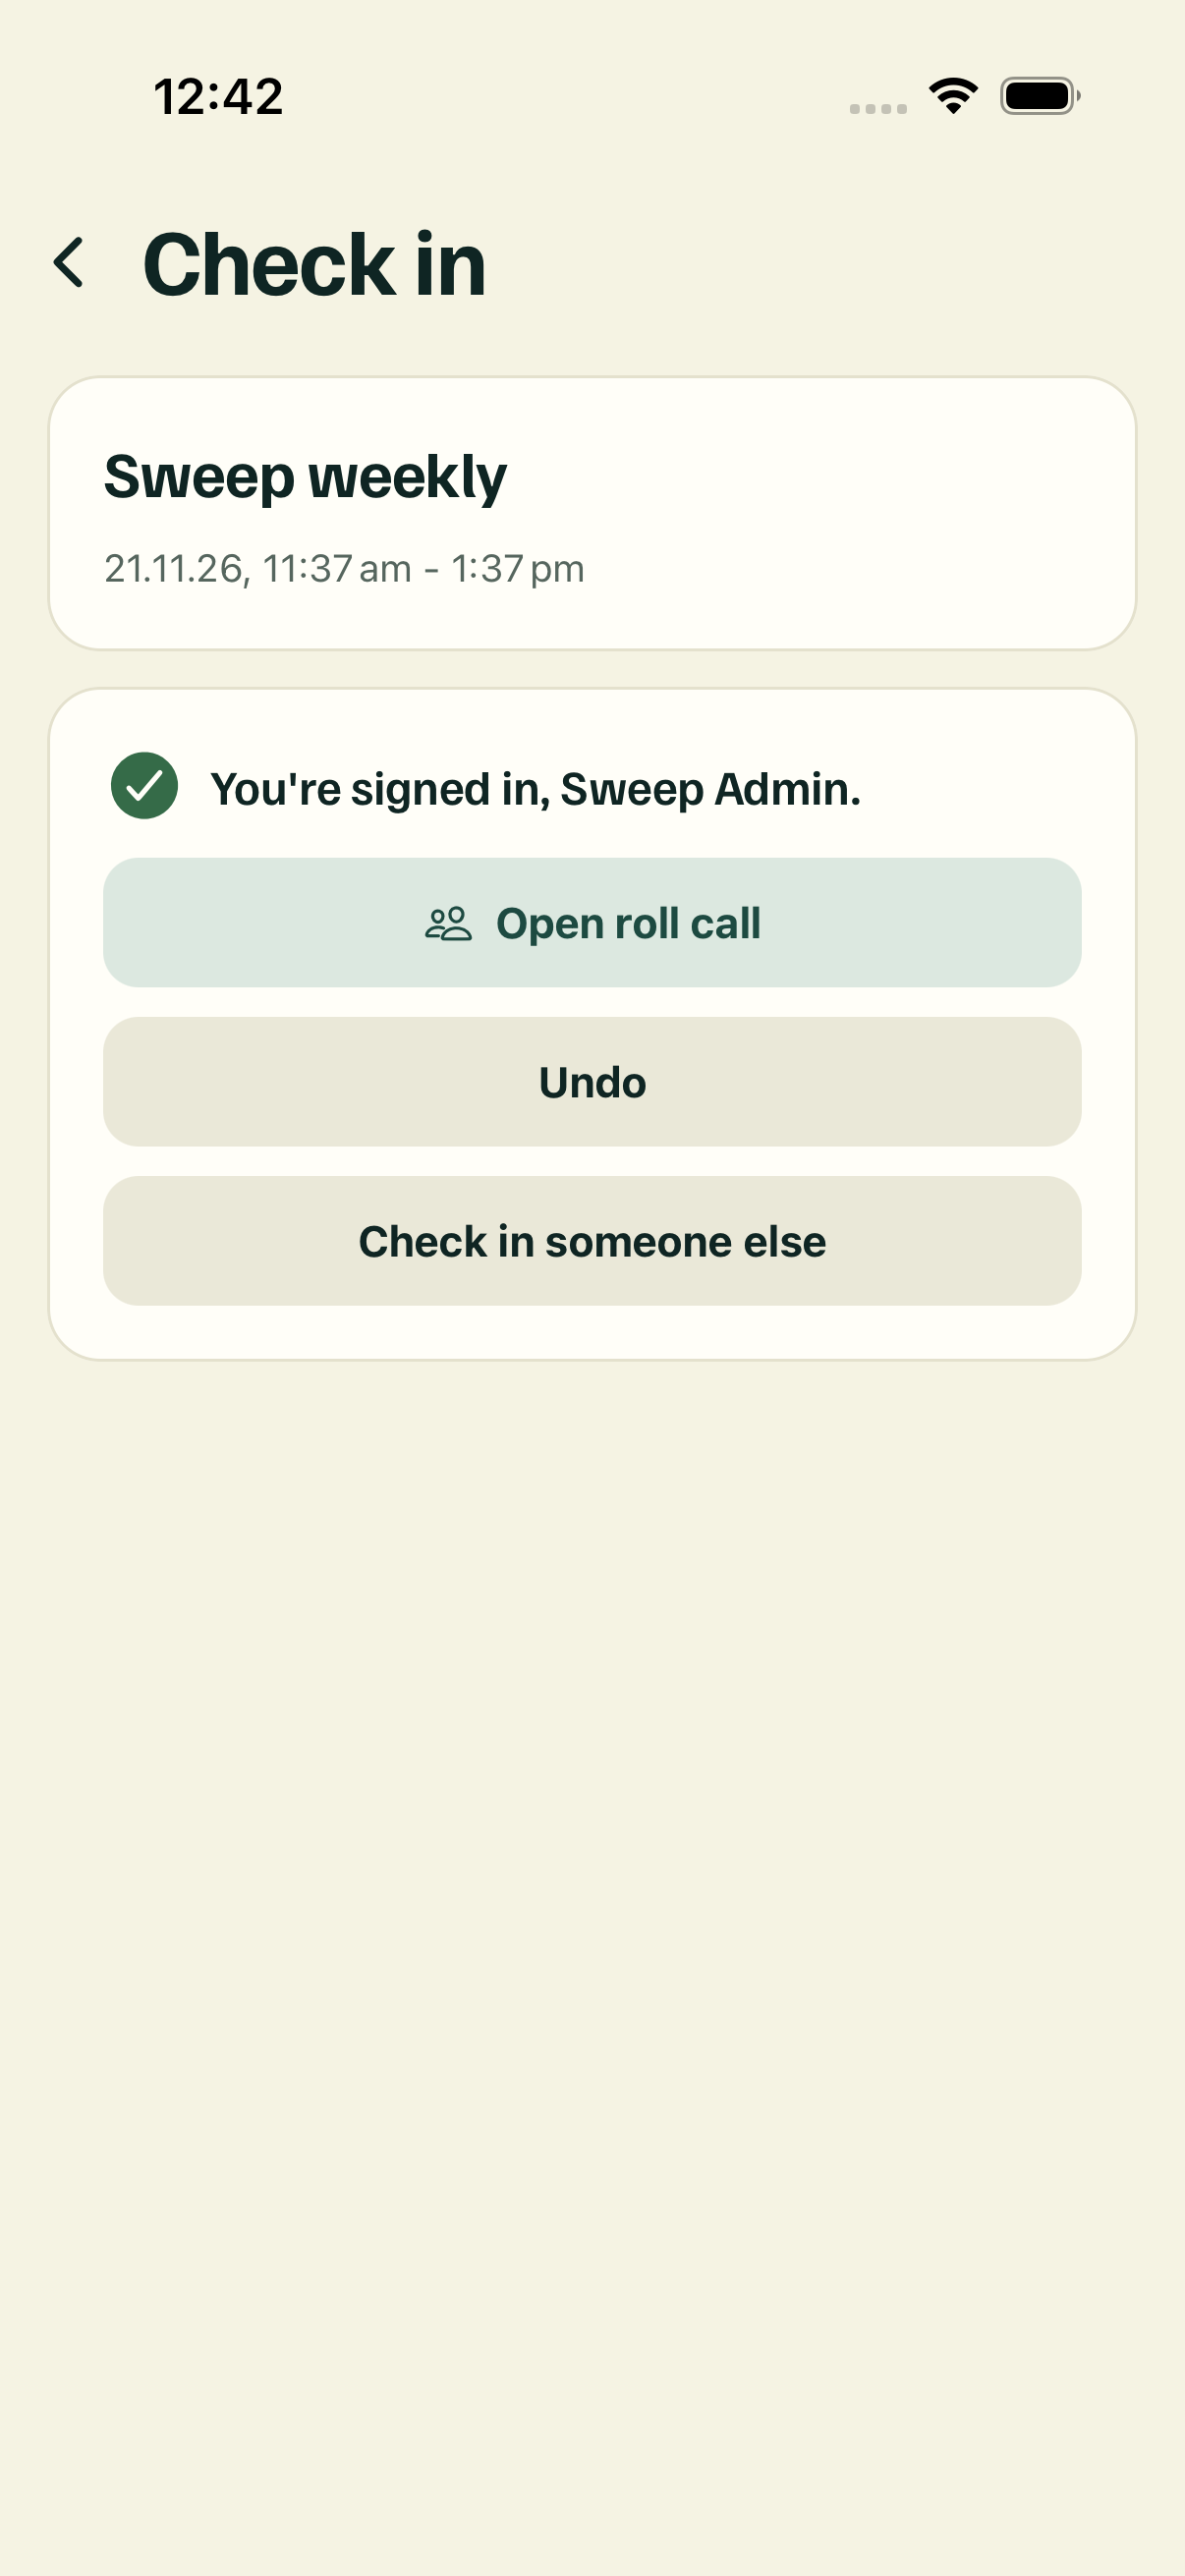 12:42
Check in
Sweep weekly
21.11.26, 11:37 am - 1:37 pm
You're signed in, Sweep Admin.
Open roll call
Undo
Check in someone else